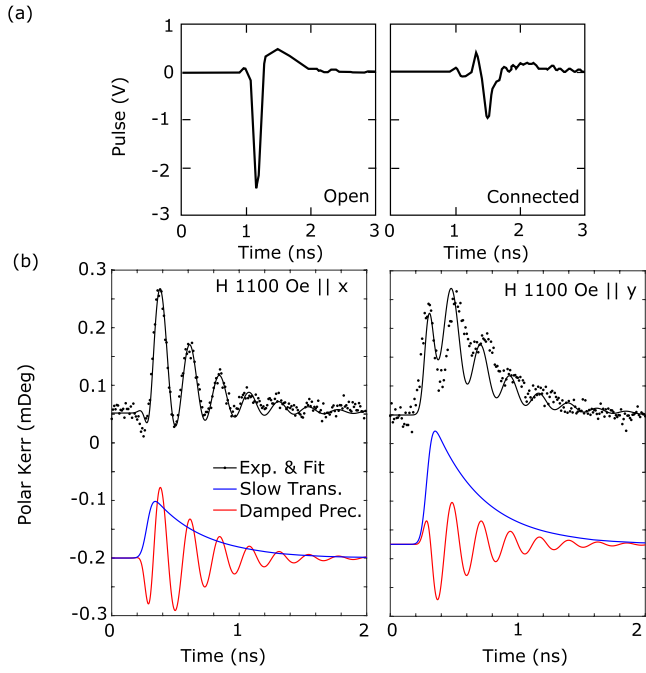 (a)
Pulse (V)
1
0
-1
-2
-3
Open
Connected
0 1 2 3
0 1 2 3
Time (ns)
Time (ns)
(b)
Polar Kerr (mDeg)
0.3
0.2
0.1
0
-0.1
-0.2
-0.3
H 1100 Oe || x
H 1100 Oe || y
Exp. & Fit
Slow Trans.
Damped Prec.
0 1 2
0 1 2
Time (ns)
Time (ns)